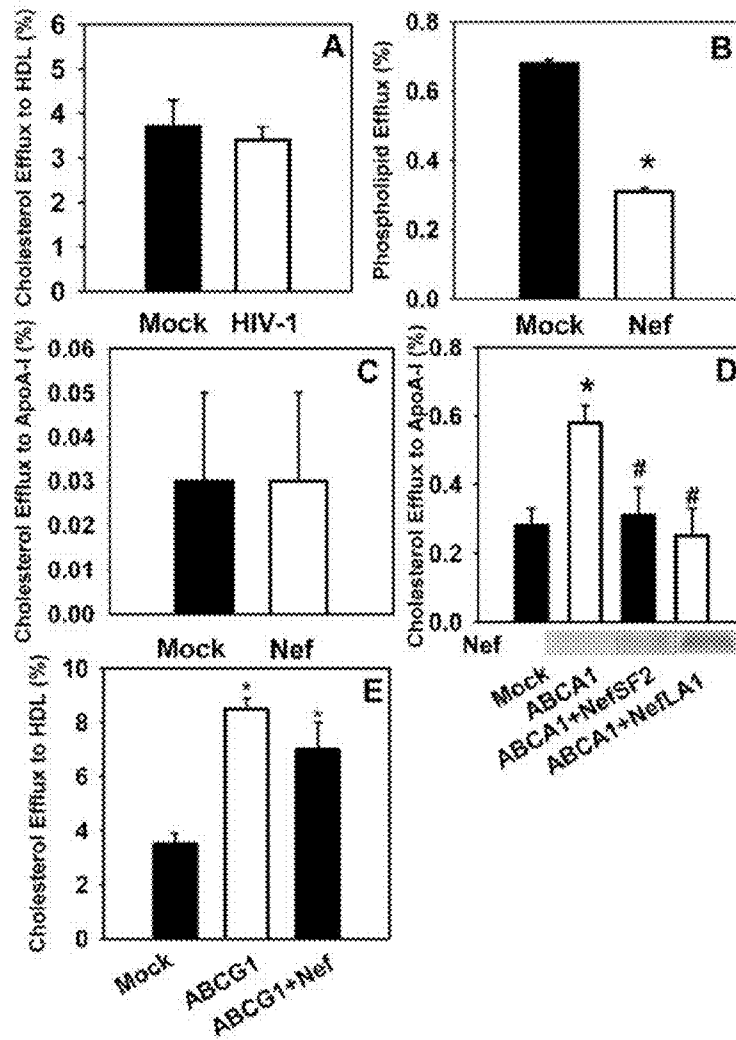 A
Cholesterol Efflux to HDL (%)
6
5
4
3
2
1
0
Mock HIV-1
B
Phospholipid Efflux (%)
0.8
0.6
0.4
0.2
0.0
*
Mock Nef
C
Cholesterol Efflux to ApoA-I (%)
0.06
0.05
0.04
0.03
0.02
0.01
0.00
Mock Nef
D
Cholesterol Efflux to ApoA-I (%)
0.8
0.6
0.4
0.2
0.0
*
#
#
Nef
Mock
ABCA1
ABCA1+NefSF2
ABCA1+NefLA1
E
Cholesterol Efflux to HDL (%)
10
8
6
4
2
0
*
*
Mock
ABCG1
ABCG1+Nef